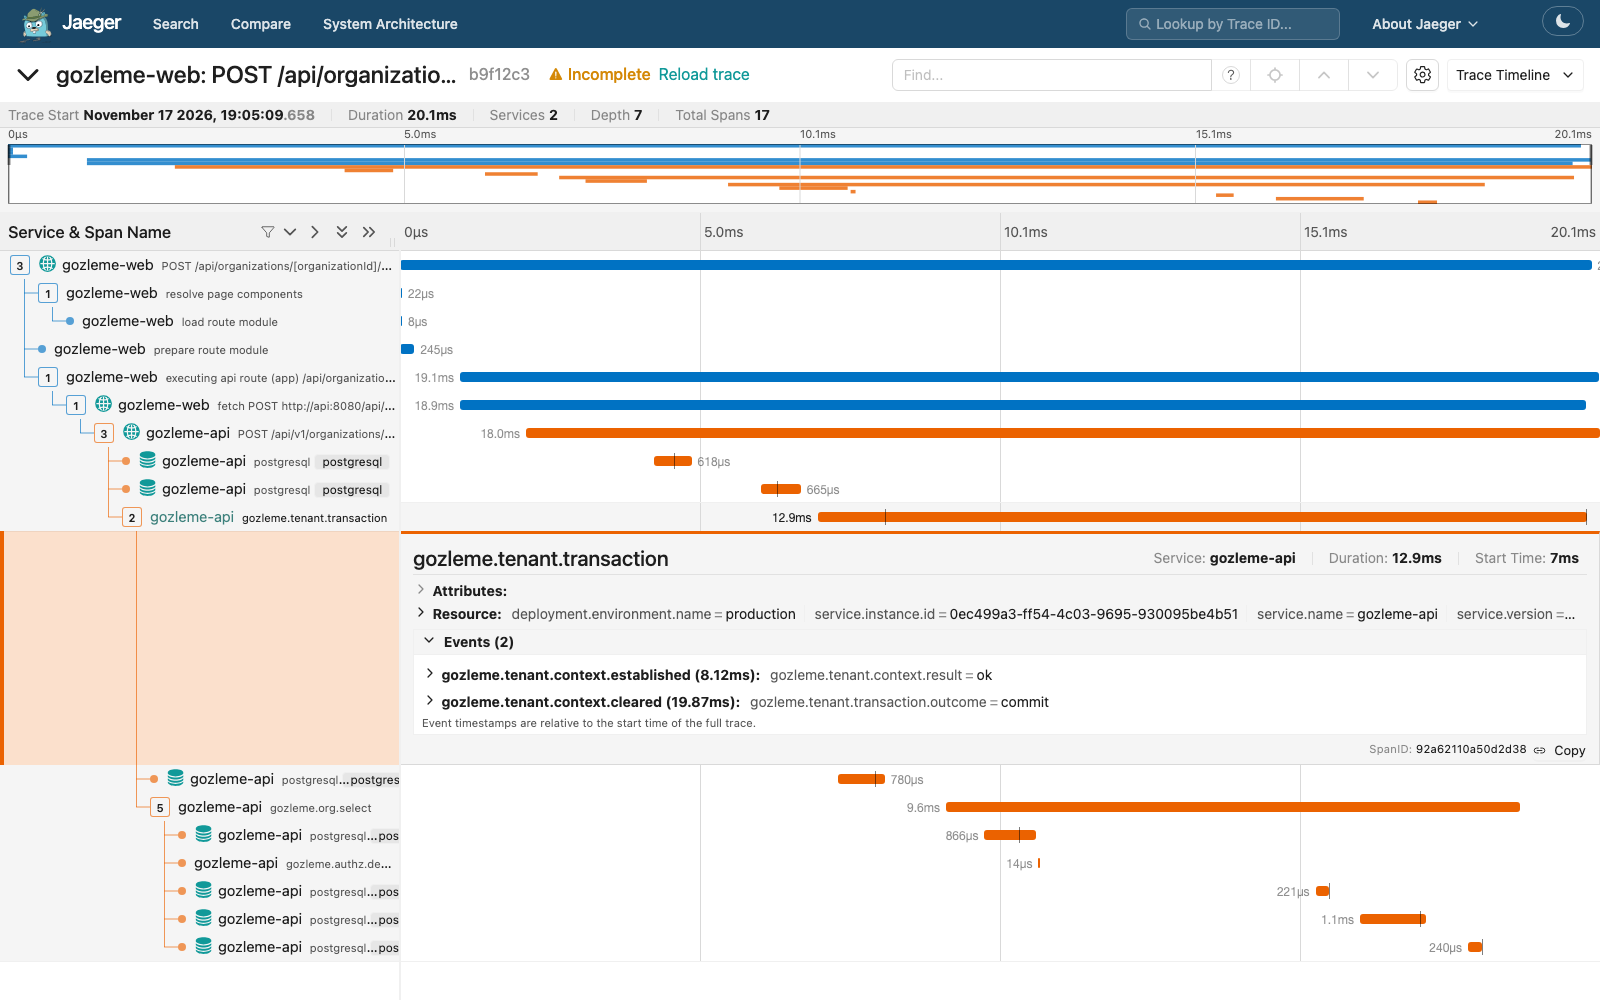 Jaeger Search Compare System Architecture Lookup by Trace ID... About Jaeger
gozleme-web: POST /api/organizatio... b9f12c3 Incomplete Reload trace Find... ? Trace Timeline
Trace Start November 17 2026, 19:05:09.658 Duration 20.1ms Services 2 Depth 7 Total Spans 17
0μs 5.0ms 10.1ms 15.1ms 20.1ms
Service & Span Name 0μs 5.0ms 10.1ms 15.1ms 20.1ms
3 gozleme-web POST /api/organizations/[organizationId]/...
1 gozleme-web resolve page components 22μs
gozleme-web load route module 8μs
gozleme-web prepare route module 245μs
1 gozleme-web executing api route (app) /api/organizatio... 19.1ms
1 gozleme-web fetch POST http://api:8080/api/... 18.9ms
3 gozleme-api POST /api/v1/organizations/... 18.0ms
gozleme-api postgresql postgresql 618μs
gozleme-api postgresql postgresql 665μs
2 gozleme-api gozleme.tenant.transaction 12.9ms
gozleme.tenant.transaction Service: gozleme-api Duration: 12.9ms Start Time: 7ms
Attributes:
Resource: deployment.environment.name = production service.instance.id = 0ec499a3-ff54-4c03-9695-930095be4b51 service.name = gozleme-api service.version =...
Events (2)
gozleme.tenant.context.established (8.12ms): gozleme.tenant.context.result = ok
gozleme.tenant.context.cleared (19.87ms): gozleme.tenant.transaction.outcome = commit
Event timestamps are relative to the start time of the full trace.
SpanID: 92a62110a50d2d38 Copy
gozleme-api postgresql...postgres 780μs
5 gozleme-api gozleme.org.select 9.6ms
gozleme-api postgresql...pos 866μs
gozleme-api gozleme.authz.de... 14μs
gozleme-api postgresql...pos 221μs
gozleme-api postgresql...pos 1.1ms
gozleme-api postgresql...pos 240μs